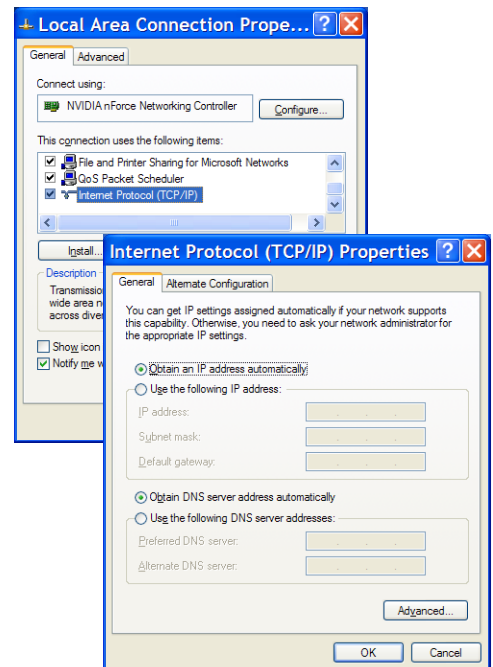 Local Area Connection Prope...
General
Advanced
Connect using:
NVIDIA nForce Networking Controller
Configure...
This connection uses the following items:
File and Printer Sharing for Microsoft Networks
QoS Packet Scheduler
Internet Protocol (TCP/IP)
Install...
Description
Transmission
wide area n
across diver
Show icon
Notify me w
Internet Protocol (TCP/IP) Properties
General
Alternate Configuration
You can get IP settings assigned automatically if your network supports
this capability. Otherwise, you need to ask your network administrator for
the appropriate IP settings.
Obtain an IP address automatically
Use the following IP address:
IP address:
Subnet mask:
Default gateway:
Obtain DNS server address automatically
Use the following DNS server addresses:
Preferred DNS server:
Alternate DNS server:
Advanced...
OK
Cancel